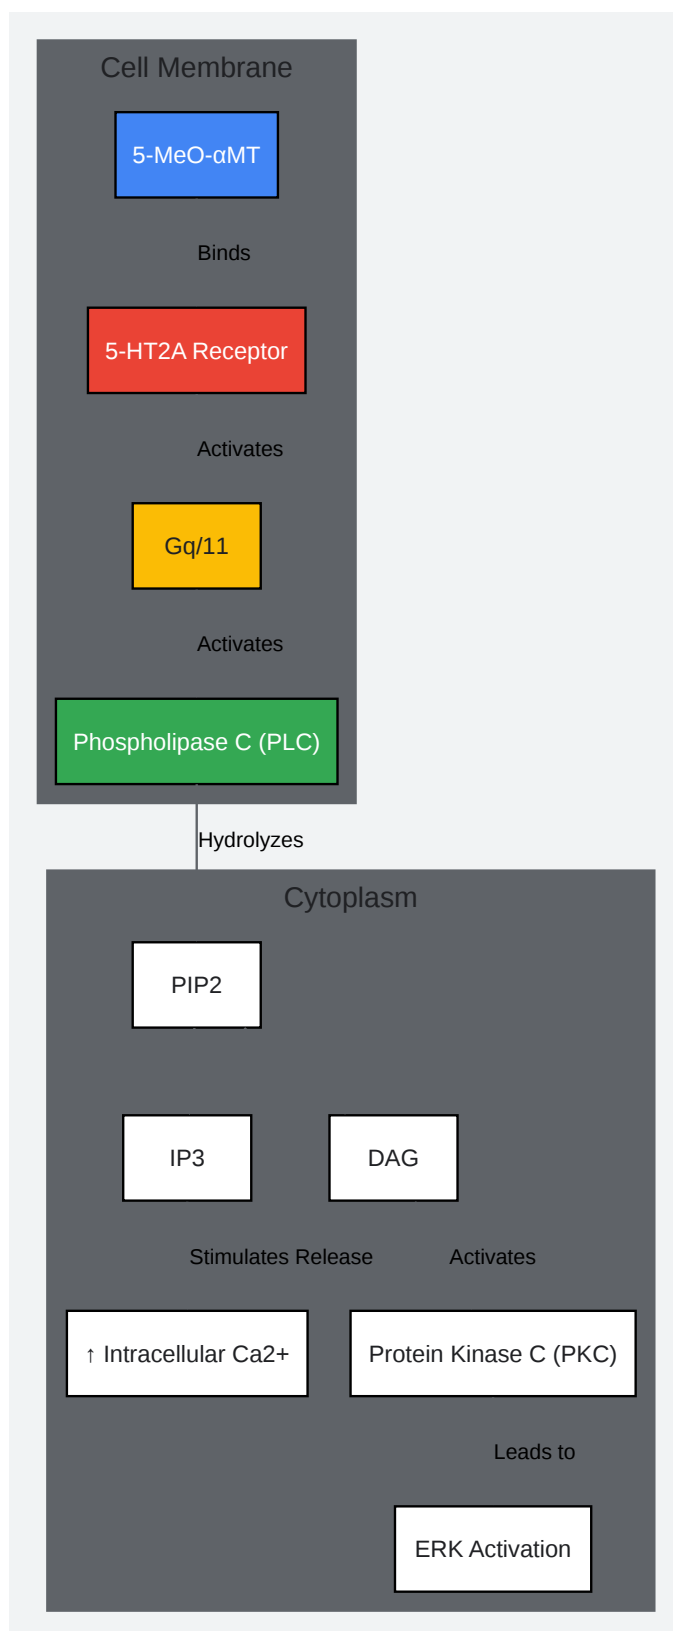 Cell Membrane
5-MeO-αMT
Binds
5-HT2A Receptor
Activates
Gq/11
Activates
Phospholipase C (PLC)
Hydrolyzes
Cytoplasm
PIP2
IP3
DAG
Stimulates Release
Activates
↑ Intracellular Ca2+
Protein Kinase C (PKC)
Leads to
ERK Activation